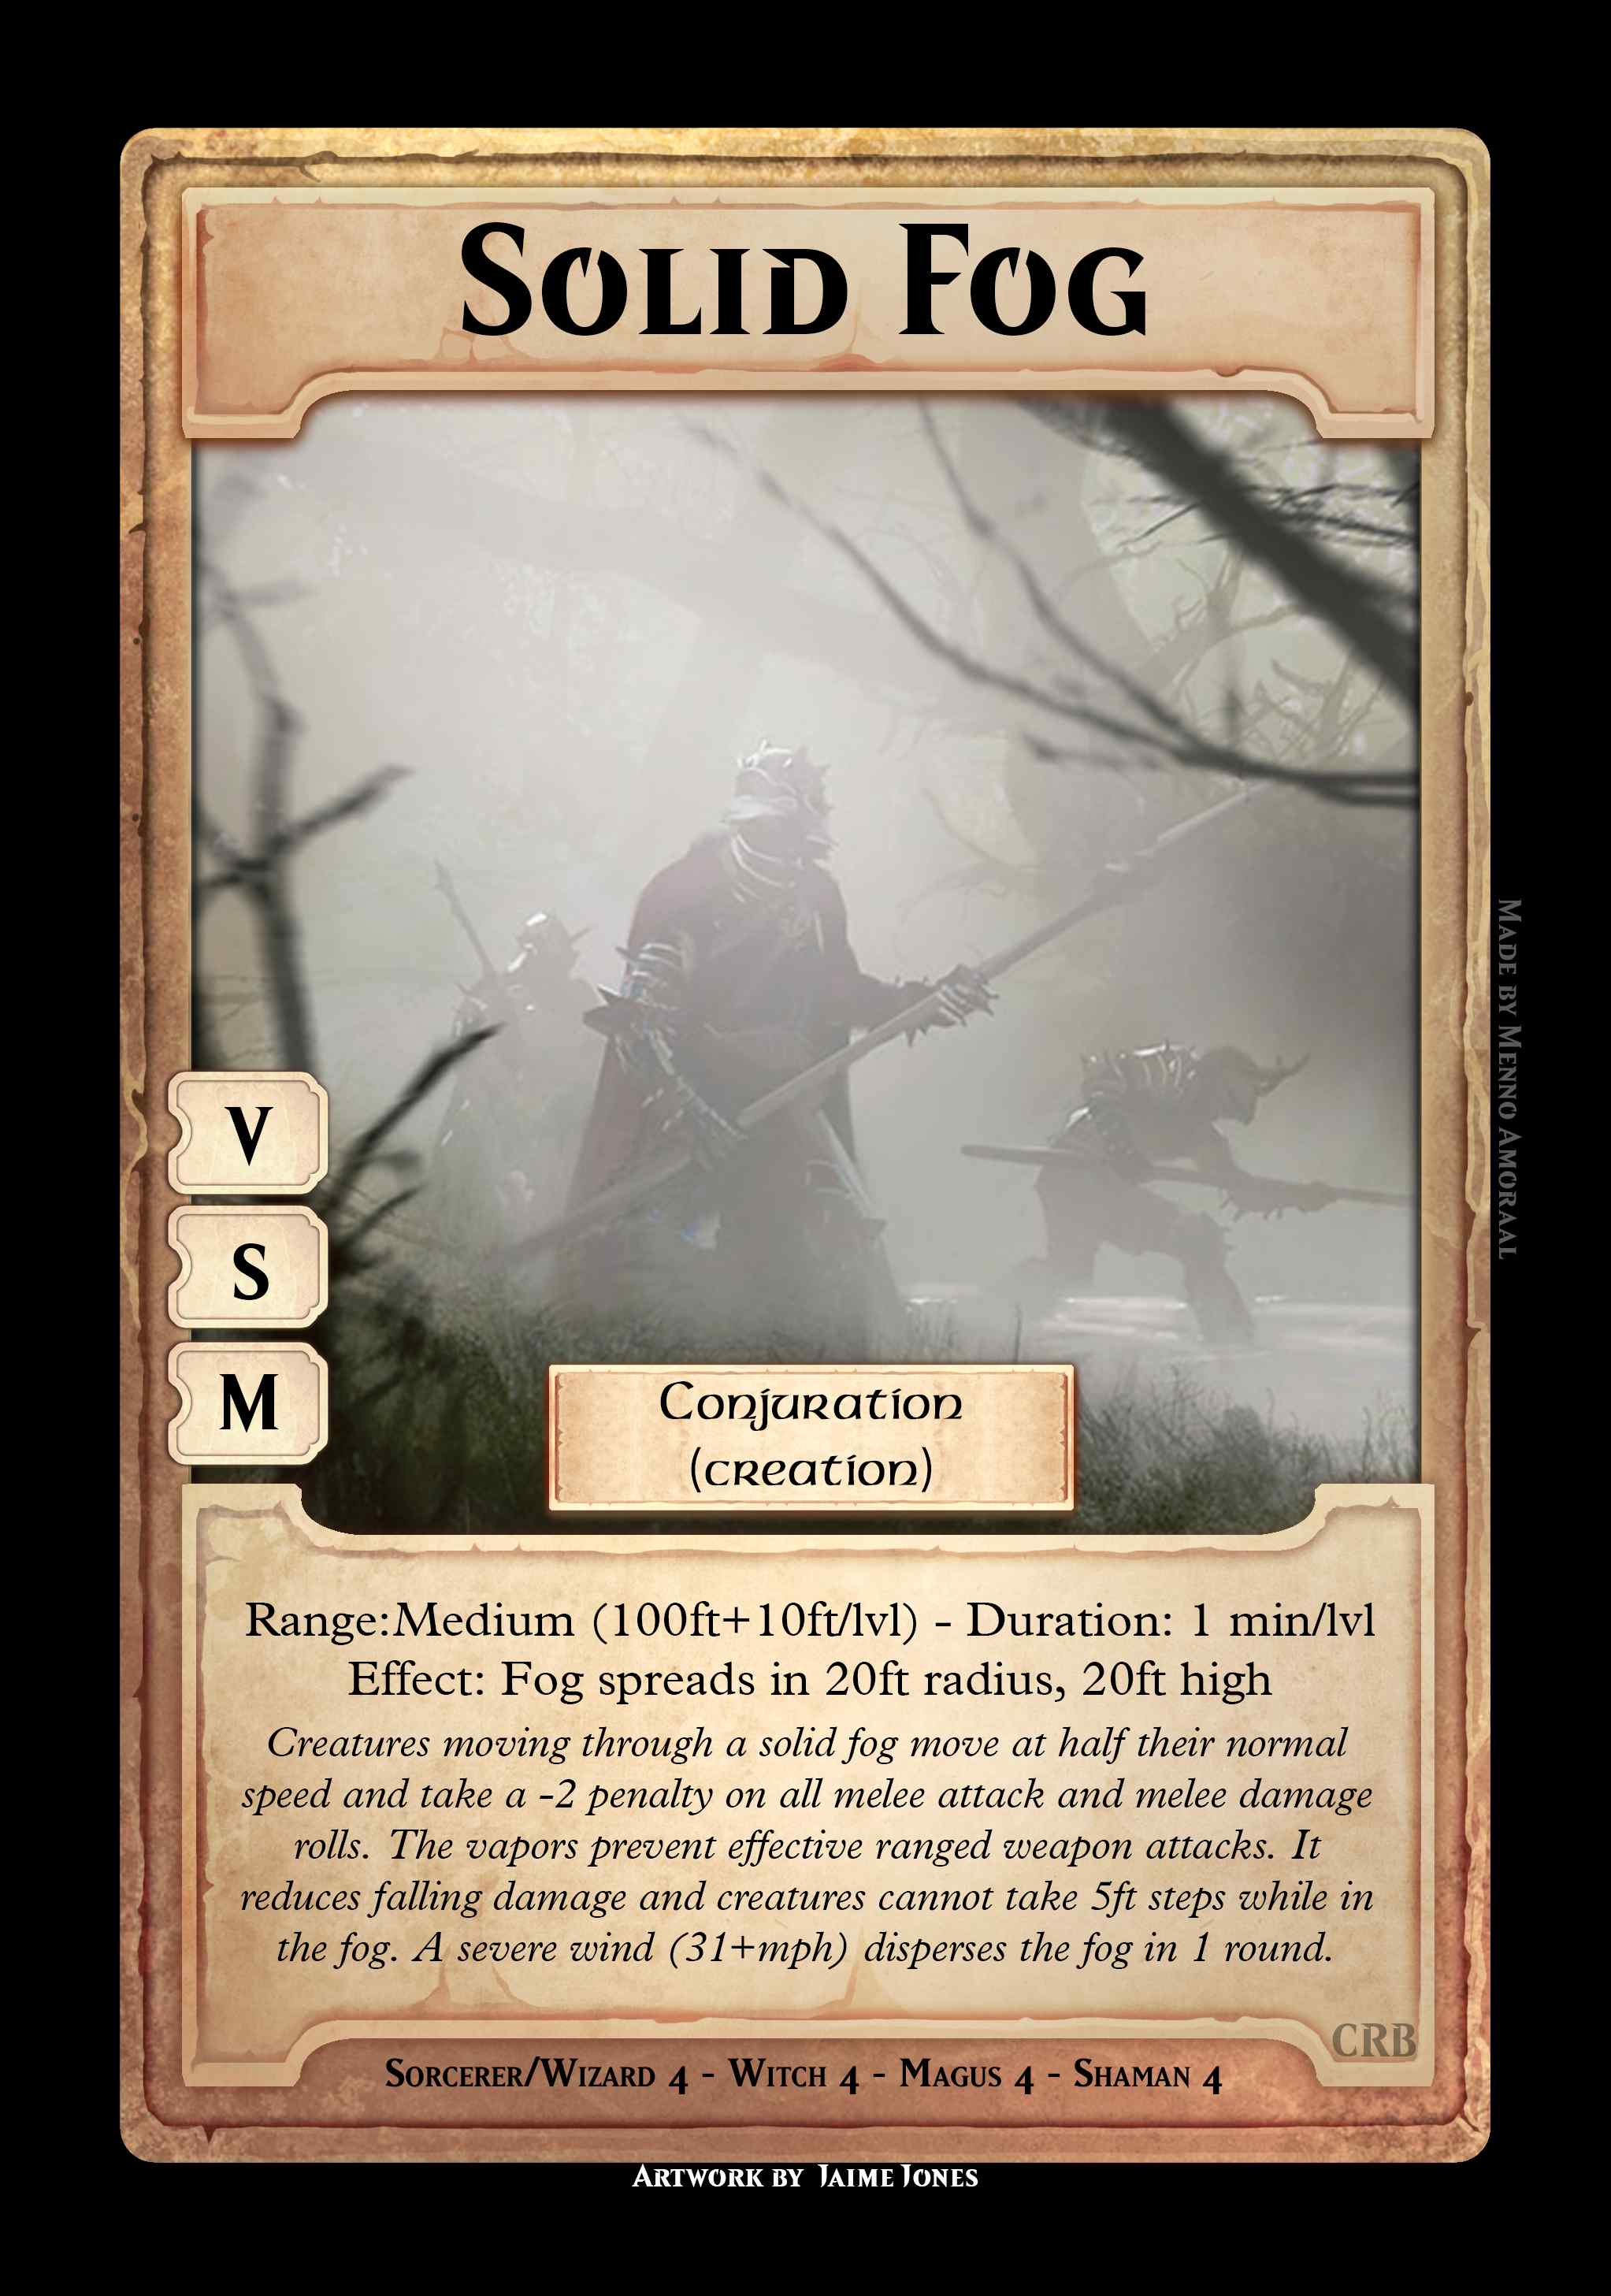 Solid Fog
V
S
M
Conjuration
(creation)
Range:Medium (100ft+10ft/lvl) - Duration: 1 min/lvl
Effect: Fog spreads in 20ft radius, 20ft high
Creatures moving through a solid fog move at half their normal
speed and take a -2 penalty on all melee attack and melee damage
rolls. The vapors prevent effective ranged weapon attacks. It
reduces falling damage and creatures cannot take 5ft steps while in
the fog. A severe wind (31+mph) disperses the fog in 1 round.
CRB
Sorcerer/Wizard 4 - Witch 4 - Magus 4 - Shaman 4
Artwork by Jaime Jones
Made by Menno Amoraal